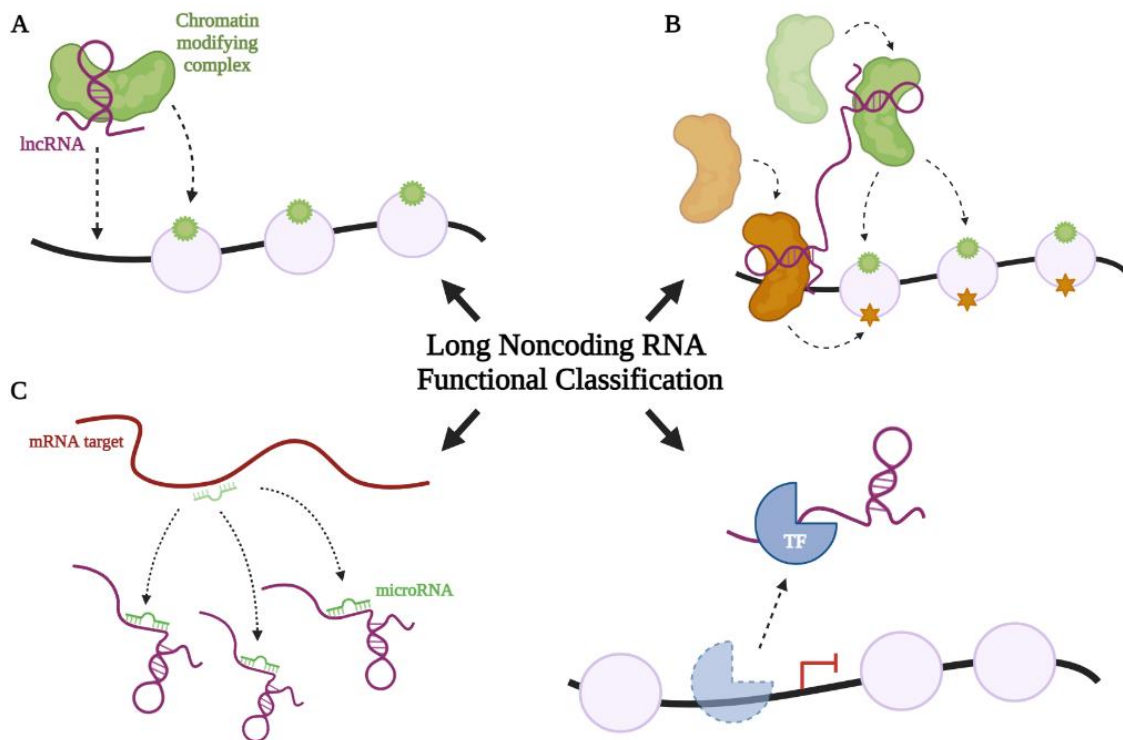 A
Chromatin
modifying
complex
lncRNA
B
Long Noncoding RNA
Functional Classification
C
mRNA target
microRNA
TF